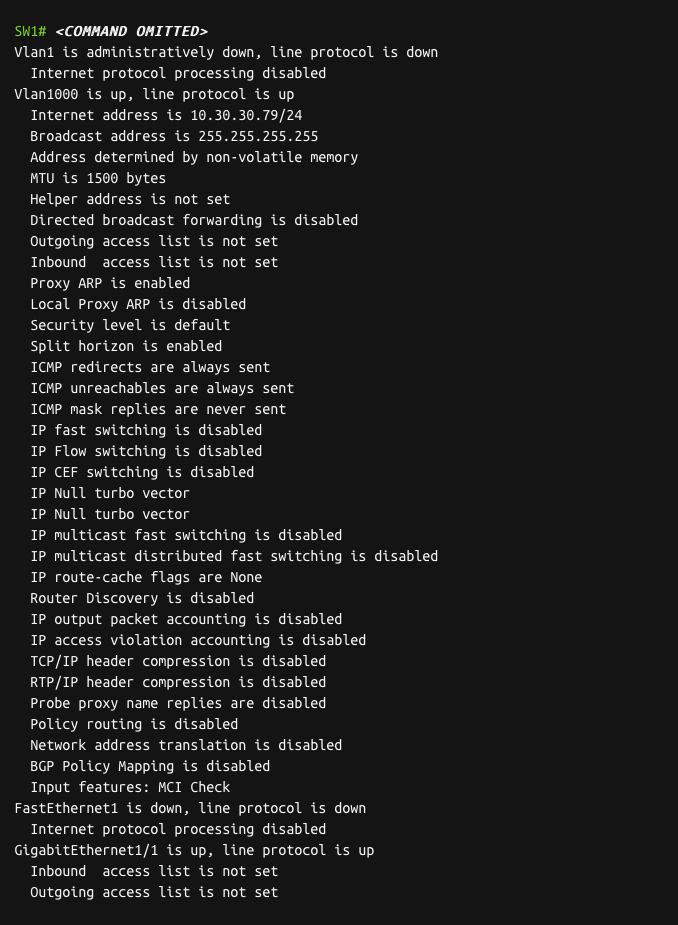 SW1# <COMMAND OMITTED>
Vlan1 is administratively down, line protocol is down
  Internet protocol processing disabled
Vlan1000 is up, line protocol is up
  Internet address is 10.30.30.79/24
  Broadcast address is 255.255.255.255
  Address determined by non-volatile memory
  MTU is 1500 bytes
  Helper address is not set
  Directed broadcast forwarding is disabled
  Outgoing access list is not set
  Inbound  access list is not set
  Proxy ARP is enabled
  Local Proxy ARP is disabled
  Security level is default
  Split horizon is enabled
  ICMP redirects are always sent
  ICMP unreachables are always sent
  ICMP mask replies are never sent
  IP fast switching is disabled
  IP Flow switching is disabled
  IP CEF switching is disabled
  IP Null turbo vector
  IP Null turbo vector
  IP multicast fast switching is disabled
  IP multicast distributed fast switching is disabled
  IP route-cache flags are None
  Router Discovery is disabled
  IP output packet accounting is disabled
  IP access violation accounting is disabled
  TCP/IP header compression is disabled
  RTP/IP header compression is disabled
  Probe proxy name replies are disabled
  Policy routing is disabled
  Network address translation is disabled
  BGP Policy Mapping is disabled
  Input features: MCI Check
FastEthernet1 is down, line protocol is down
  Internet protocol processing disabled
GigabitEthernet1/1 is up, line protocol is up
  Inbound  access list is not set
  Outgoing access list is not set